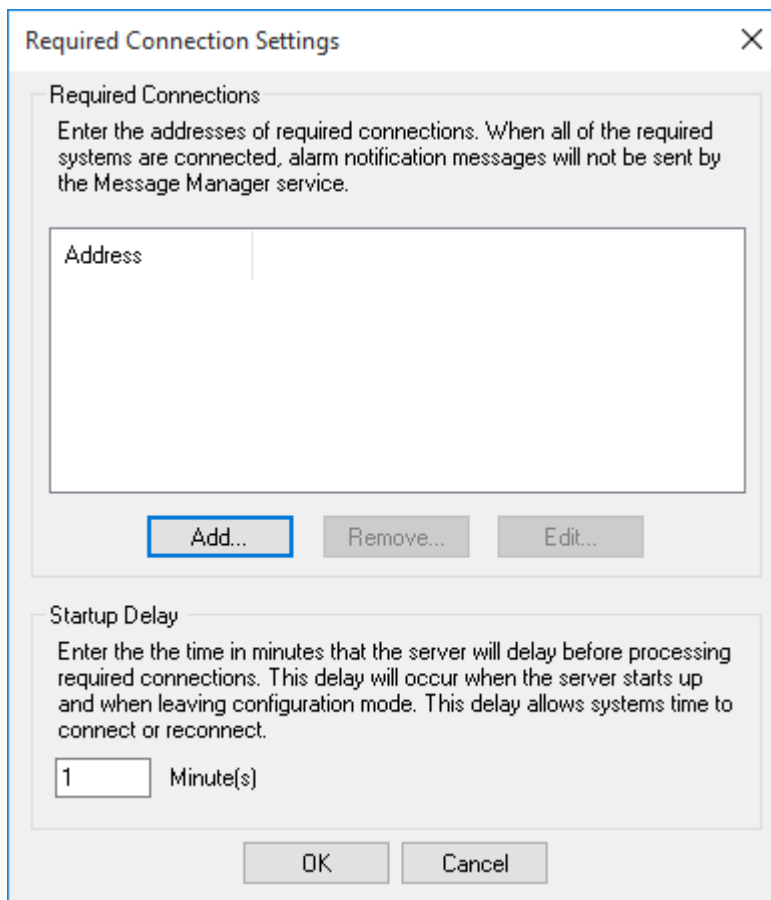 Required Connection Settings
Required Connections
Enter the addresses of required connections. When all of the required
systems are connected, alarm notification messages will not be sent by
the Message Manager service.
Address
Add... Remove... Edit...
Startup Delay
Enter the the time in minutes that the server will delay before processing
required connections. This delay will occur when the server starts up
and when leaving configuration mode. This delay allows systems time to
connect or reconnect.
1 Minute(s)
OK Cancel